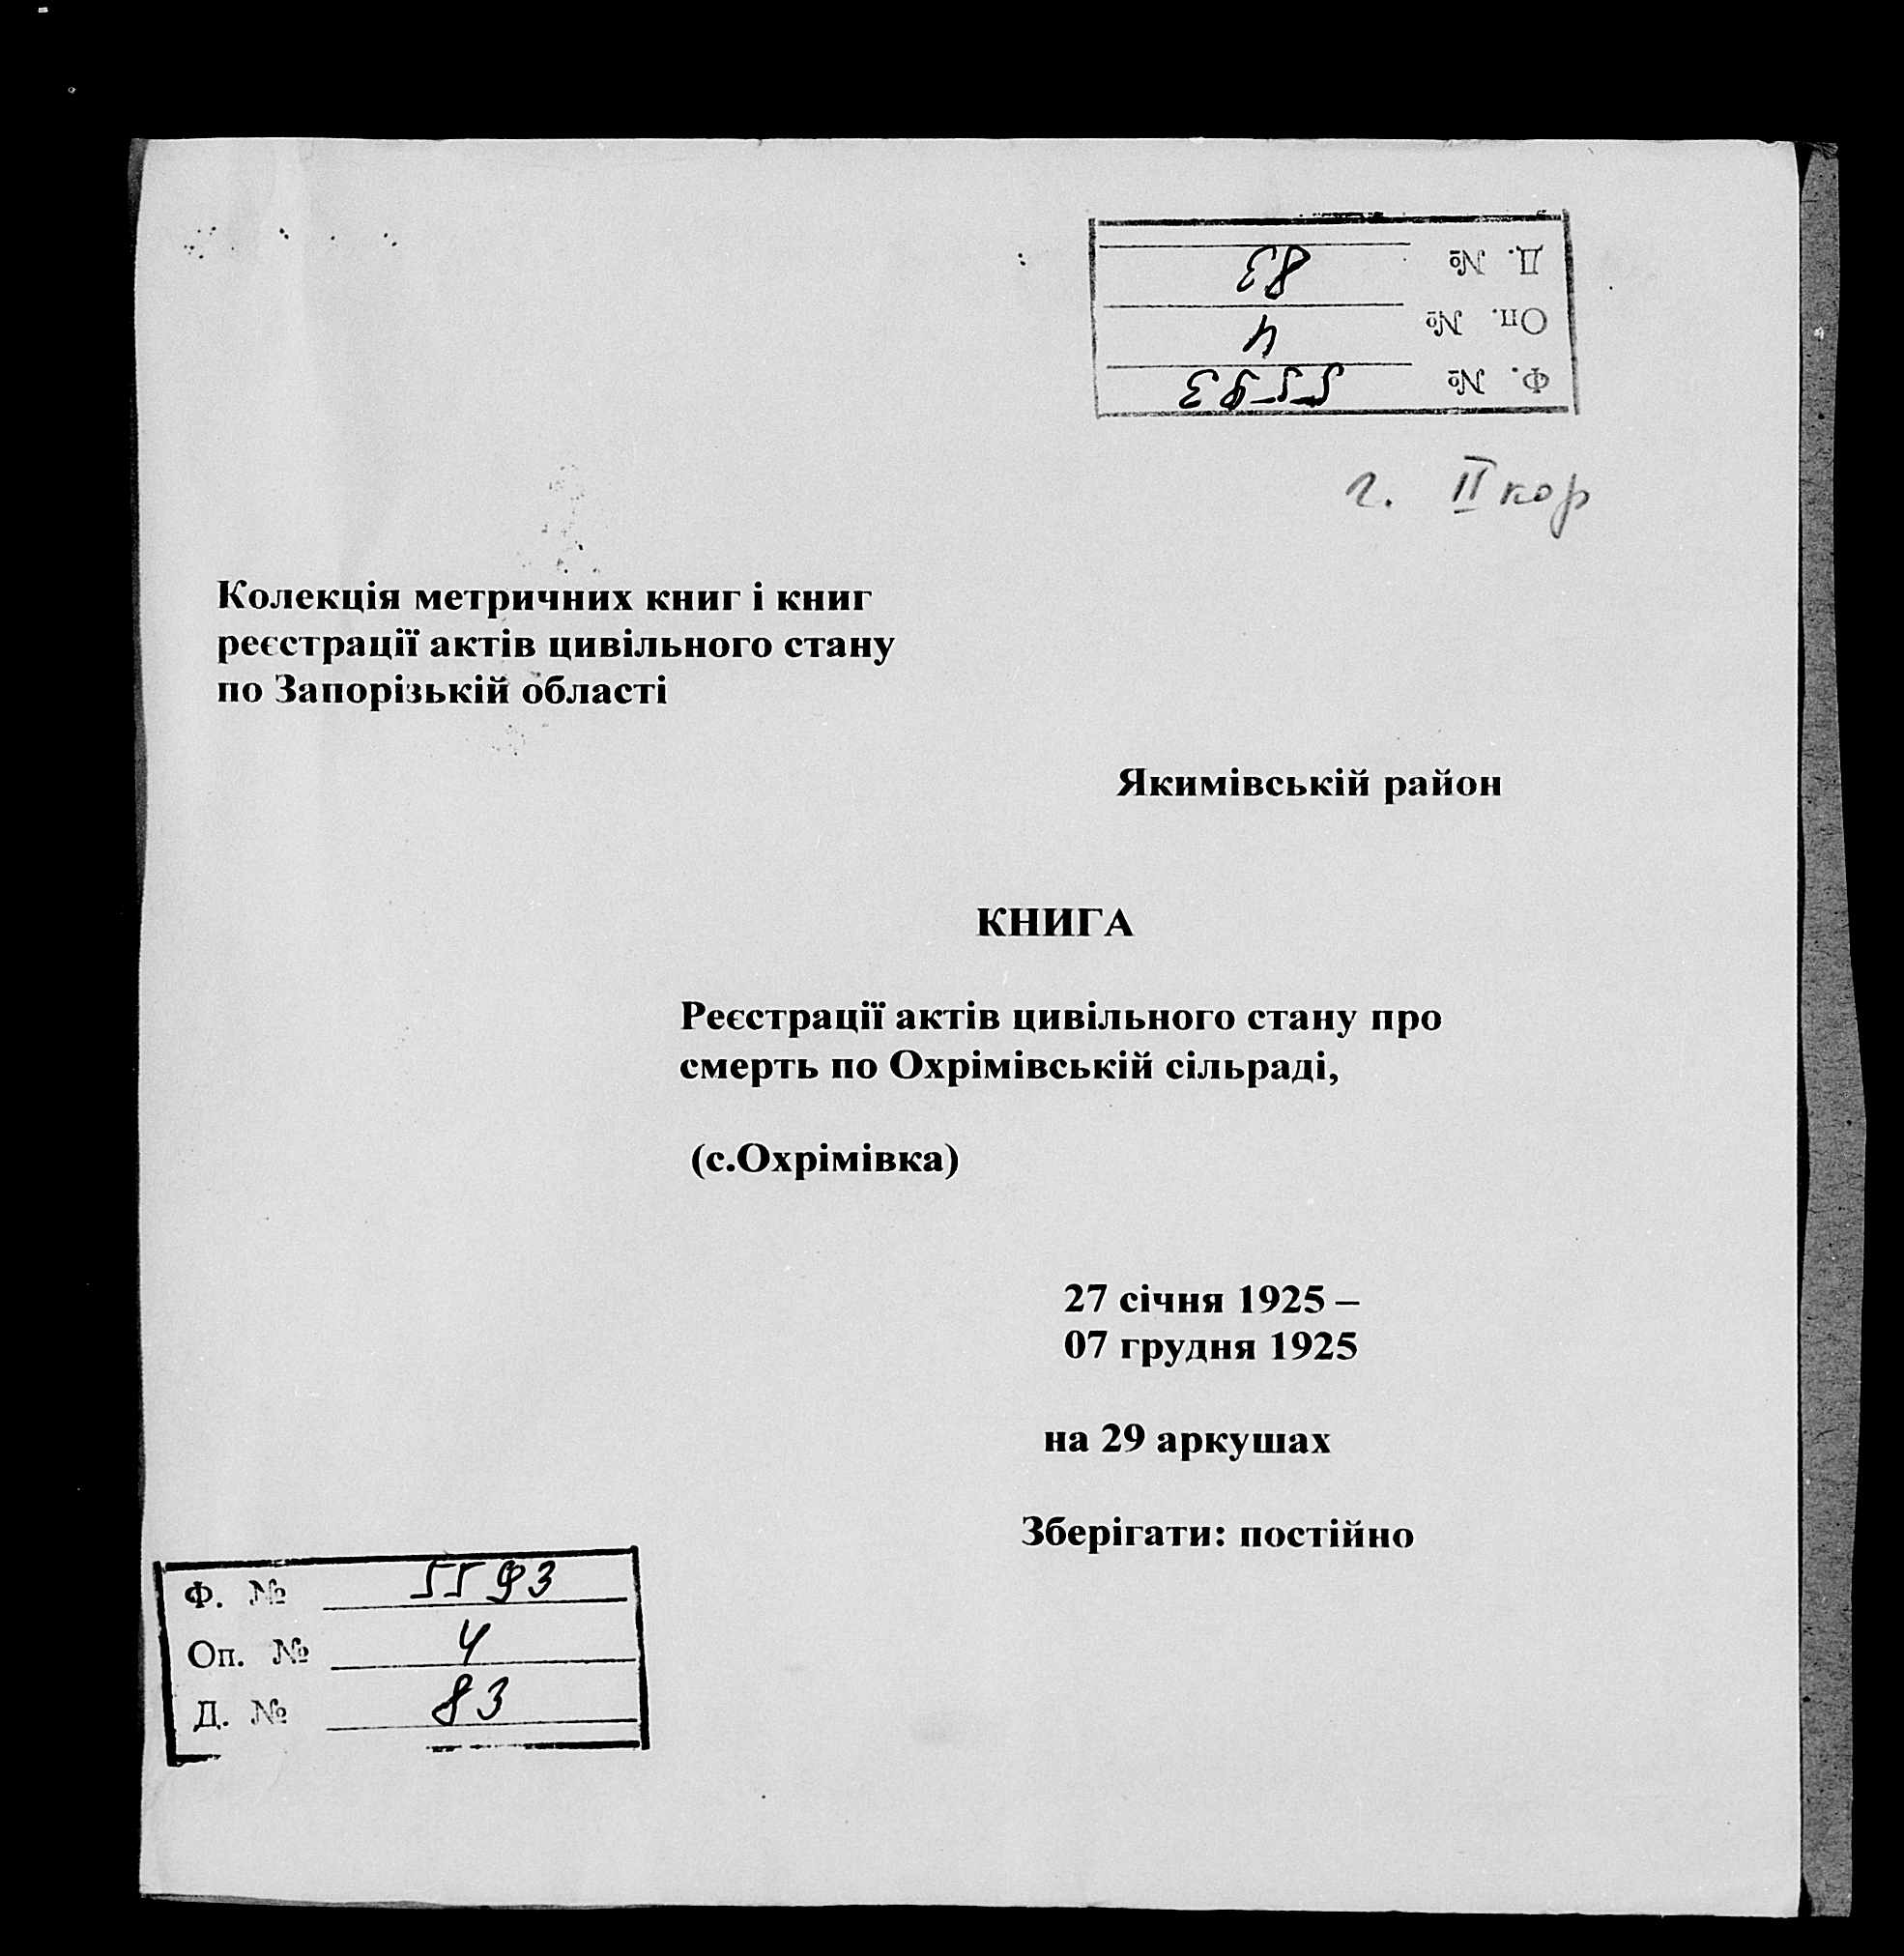 Д. № 83
Оп. № 4
Ф. № 5593
г. II кор
Колекція метричних книг і книг
реєстрації актів цивільного стану
по Запорізькій області
Якимівській район
КНИГА
Реєстрації актів цивільного стану про
смерть по Охрімівській сільраді,
(с.Охрімівка)
27 січня 1925 –
07 грудня 1925
на 29 аркушах
Зберігати: постійно
Ф. № 5593
Оп. № 4
Д. № 83